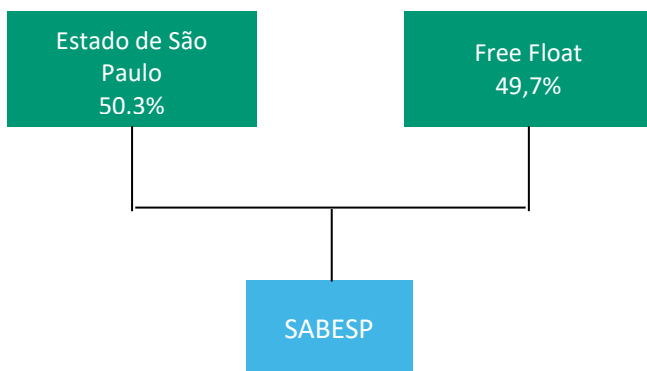 Estado de São
Paulo
50.3%
Free Float
49,7%
SABESP